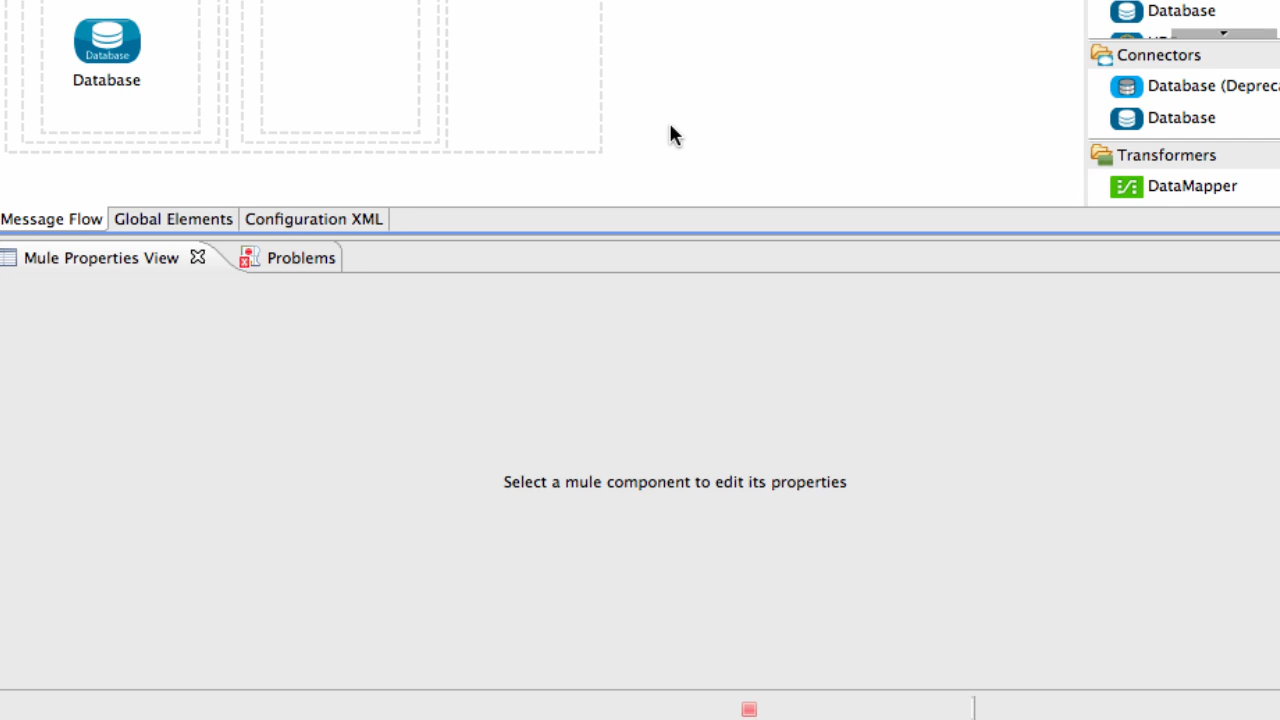 Database
Database
Database
Connectors
Database
Database
Transformers
DataMapper
Message Flow Global Elements Configuration XML
Mule Properties View Problems
Select a mule component to edit its properties